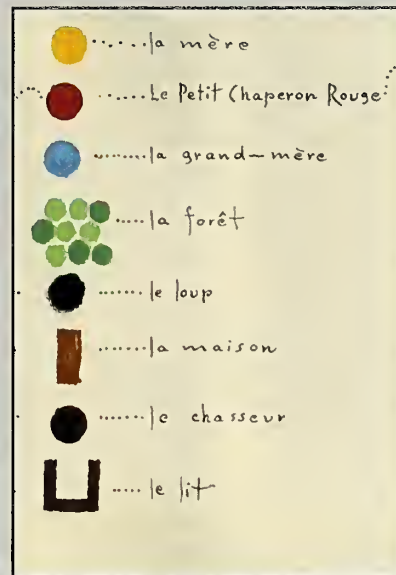 la mère
Le Petit Chaperon Rouge
la grand-mère
la forêt
le loup
la maison
le chasseur
le lit